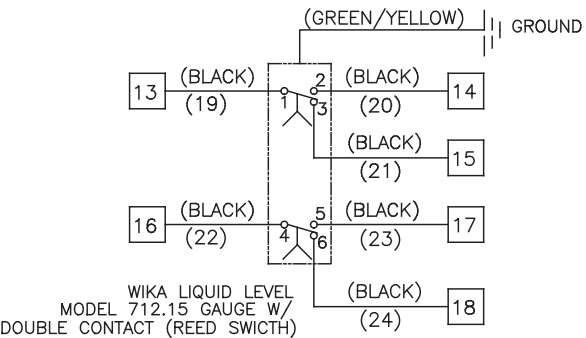 (GREEN/YELLOW)
GROUND
13
(BLACK)
(19)
1
2
3
(BLACK)
(20)
14
(BLACK)
(21)
15
16
(BLACK)
(22)
4
5
6
(BLACK)
(23)
17
(BLACK)
(24)
18
WIKA LIQUID LEVEL
MODEL 712.15 GAUGE W/
DOUBLE CONTACT (REED SWICTH)